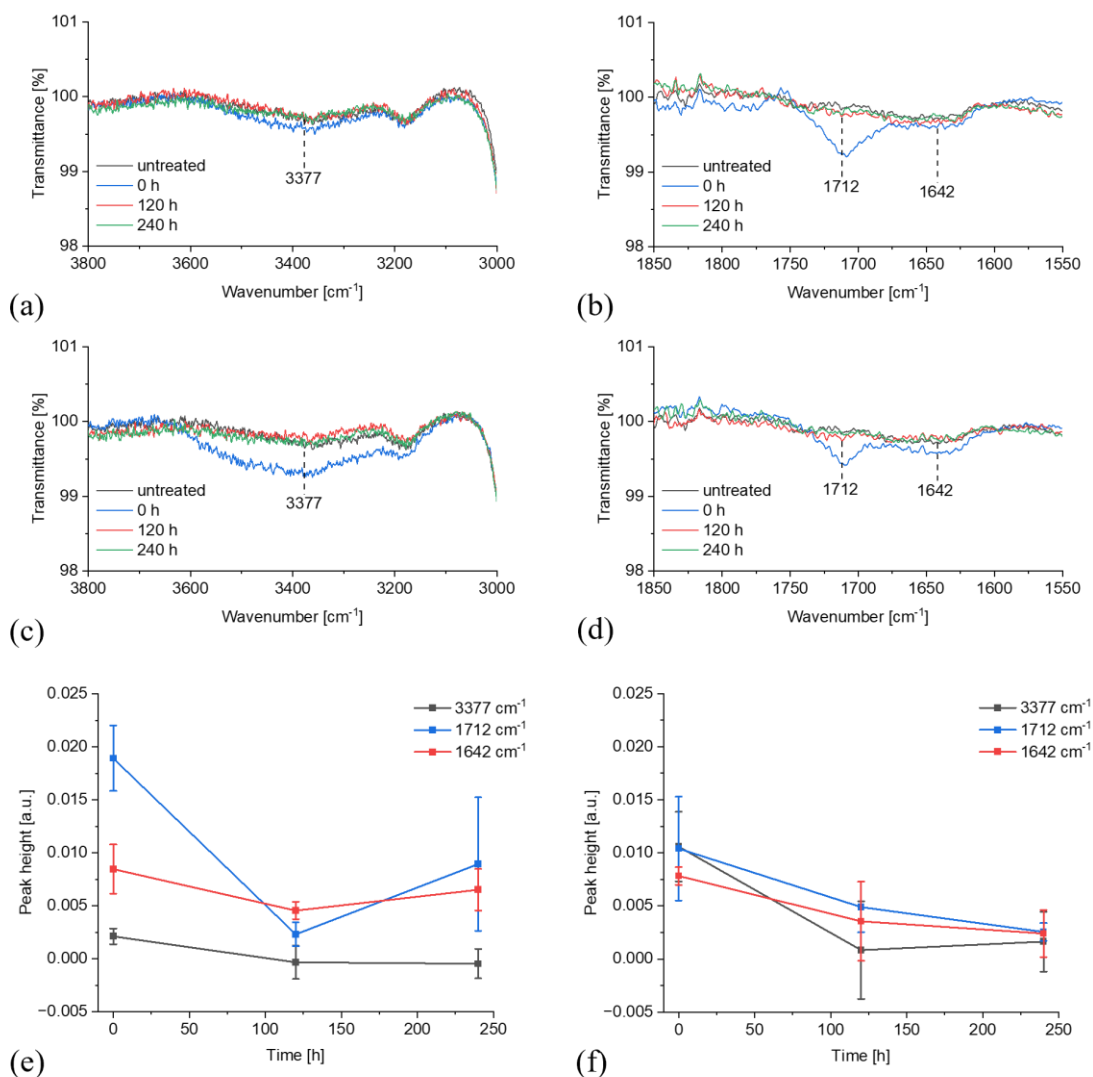 101
100
99
98
Transmittance [%]
untreated
0 h
120 h
240 h
3377
3800 3600 3400 3200 3000
Wavenumber [cm-1]
(a)
101
100
99
98
Transmittance [%]
untreated
0 h
120 h
240 h
1712
1642
1850 1800 1750 1700 1650 1600 1550
Wavenumber [cm-1]
(b)
101
100
99
98
Transmittance [%]
untreated
0 h
120 h
240 h
3377
3800 3600 3400 3200 3000
Wavenumber [cm-1]
(c)
101
100
99
98
Transmittance [%]
untreated
0 h
120 h
240 h
1712
1642
1850 1800 1750 1700 1650 1600 1550
Wavenumber [cm-1]
(d)
0.025
0.020
0.015
0.010
0.005
0.000
−0.005
Peak height [a.u.]
3377 cm-1
1712 cm-1
1642 cm-1
0 50 100 150 200 250
Time [h]
(e)
0.025
0.020
0.015
0.010
0.005
0.000
−0.005
Peak height [a.u.]
3377 cm-1
1712 cm-1
1642 cm-1
0 50 100 150 200 250
Time [h]
(f)